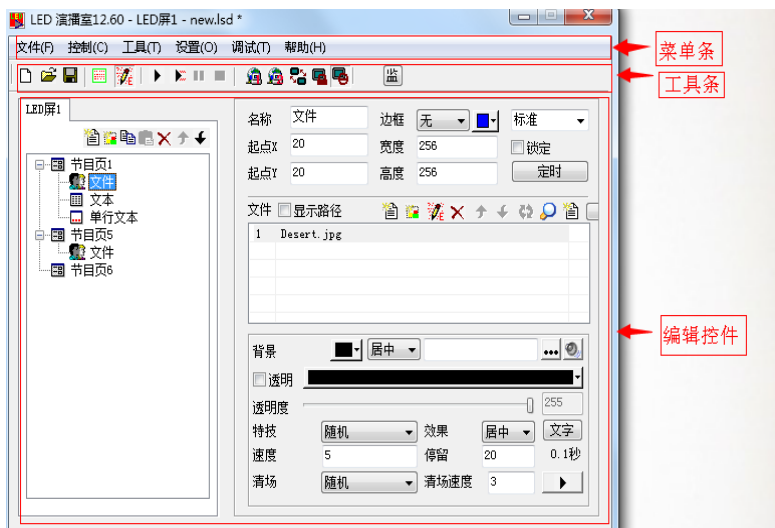 LED 演播室12.60 - LED屏1 - new.lsd *
文件(F) 控制(C) 工具(T) 设置(O) 调试(T) 帮助(H)
菜单条
监
工具条
LED屏1
节目页1
文件
文本
单行文本
节目页5
文件
节目页6
名称 文件 边框 无 标准
起点X 20 宽度 256 锁定
起点Y 20 高度 256 定时
文件 显示路径
1 Desert.jpg
编辑控件
背景 居中
透明
透明度 255
特技 随机 效果 居中 文字
速度 5 停留 20 0.1秒
清场 随机 清场速度 3